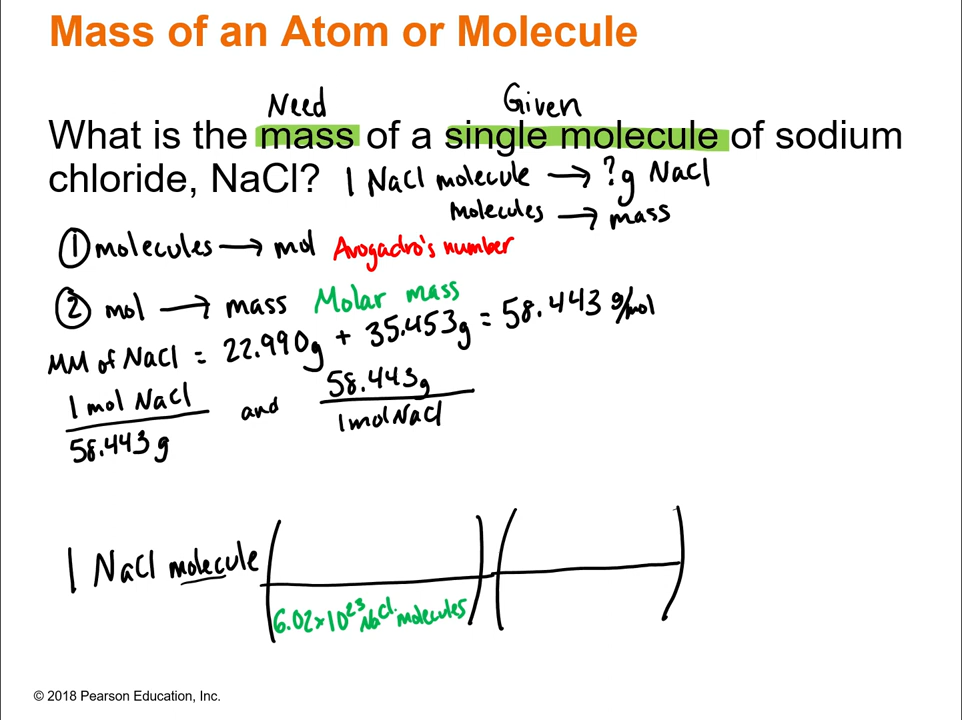 Mass of an Atom or Molecule
Need Given
What is the mass of a single molecule of sodium
chloride, NaCl? 1 NaCl molecule → ?g NaCl
Molecules → mass
① molecules → mol Avogadro's number
② mol → mass Molar mass
MM of NaCl = 22.990g + 35.453g = 58.443 g/mol
1 mol NaCl
58.443 g
and
58.443g
1 mol NaCl
1 NaCl molecule
6.02×10²³ NaCl molecules
© 2018 Pearson Education, Inc.